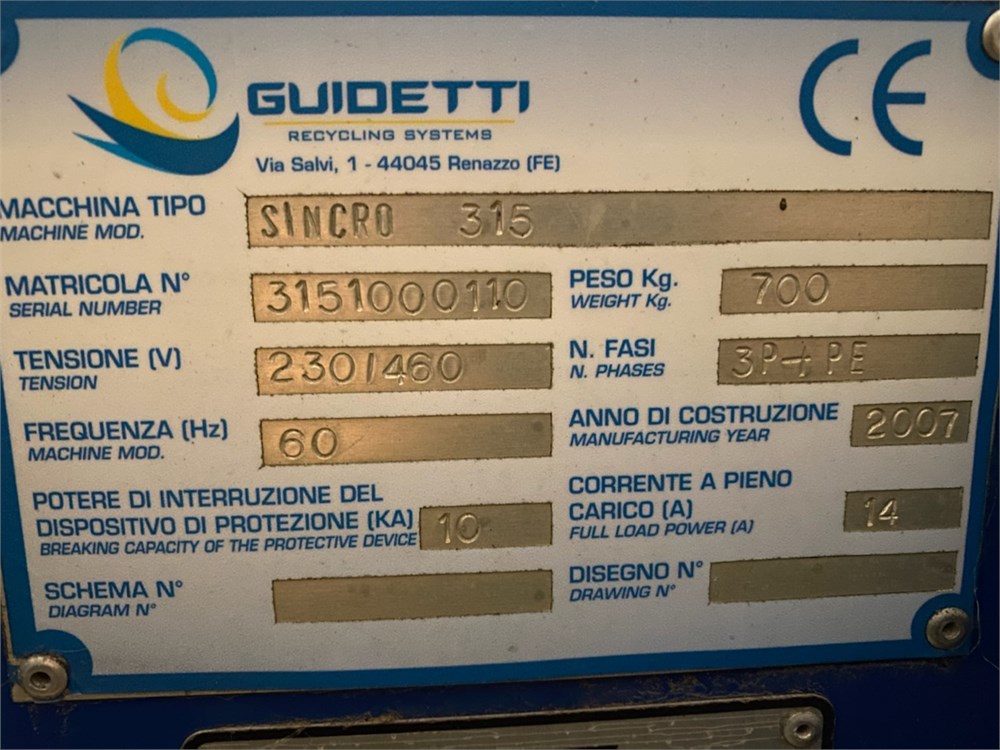 GUIDETTI
RECYCLING SYSTEMS
Via Salvi, 1 - 44045 Renazzo (FE)
CE
MACCHINA TIPO
MACHINE MOD.
SINCRO 315
MATRICOLA N°
SERIAL NUMBER
3151000110
PESO Kg.
WEIGHT Kg.
700
TENSIONE (V)
TENSION
230/460
N. FASI
N. PHASES
3P+PE
FREQUENZA (Hz)
MACHINE MOD.
60
ANNO DI COSTRUZIONE
MANUFACTURING YEAR
2007
POTERE DI INTERRUZIONE DEL
DISPOSITIVO DI PROTEZIONE (KA)
BREAKING CAPACITY OF THE PROTECTIVE DEVICE
10
CORRENTE A PIENO
CARICO (A)
FULL LOAD POWER (A)
14
SCHEMA N°
DIAGRAM N°
DISEGNO N°
DRAWING N°